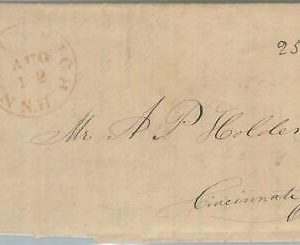 25
AUG
12
N.H.
Mr A P Holden
Cincinnati